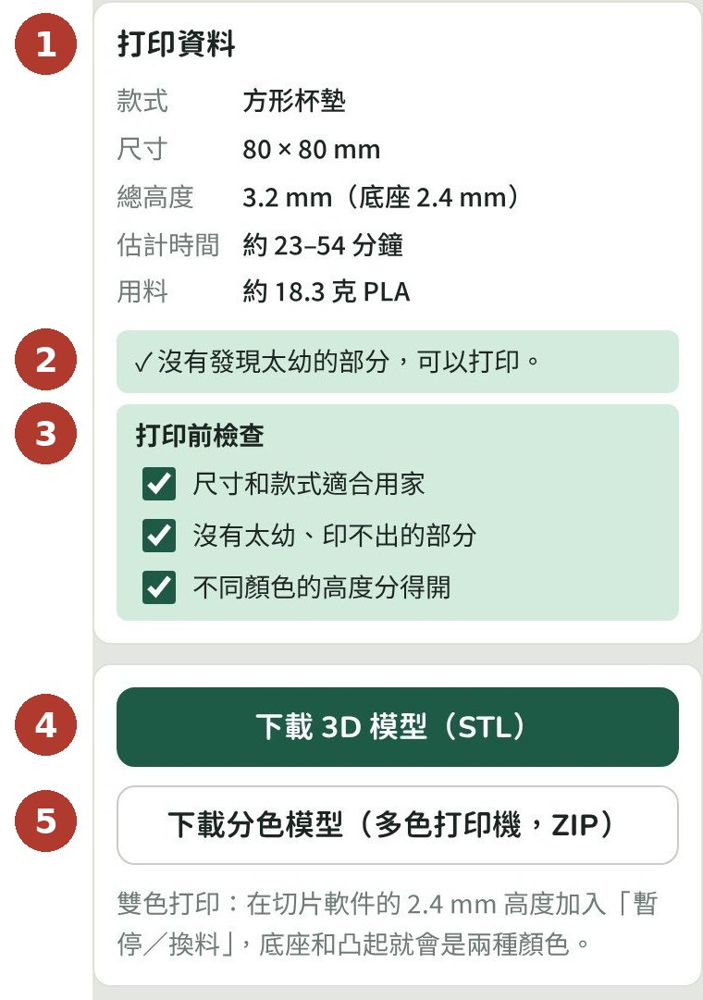 1 打印資料
款式 方形杯墊
尺寸 80 × 80 mm
總高度 3.2 mm（底座 2.4 mm）
估計時間 約 23–54 分鐘
用料 約 18.3 克 PLA
2 ✓ 沒有發現太幼的部分，可以打印。
3 打印前檢查
尺寸和款式適合用家
沒有太幼、印不出的部分
不同顏色的高度分得開
4 下載 3D 模型（STL）
5 下載分色模型（多色打印機，ZIP）
雙色打印：在切片軟件的 2.4 mm 高度加入「暫
停／換料」，底座和凸起就會是兩種顏色。